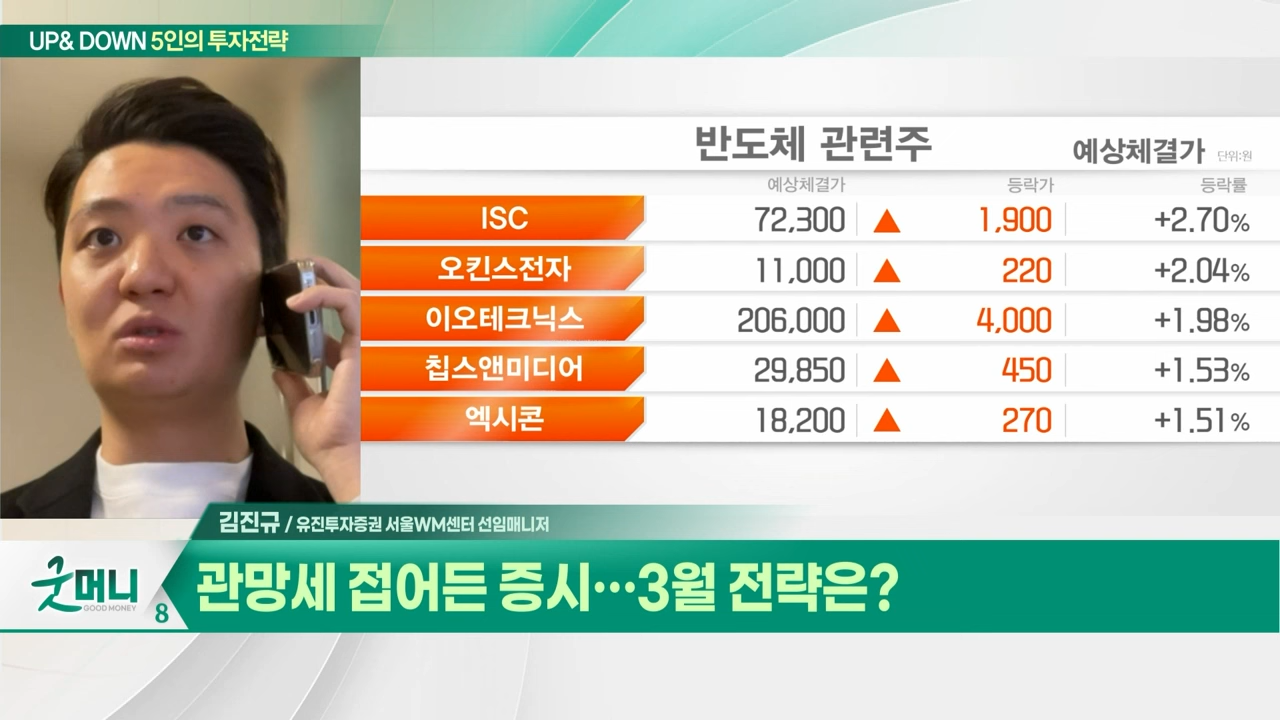 UP& DOWN 5인의 투자전략
반도체 관련주 예상체결가 단위:원
예상체결가 등락가 등락률
ISC 72,300 ▲ 1,900 +2.70%
오킨스전자 11,000 ▲ 220 +2.04%
이오테크닉스 206,000 ▲ 4,000 +1.98%
칩스앤미디어 29,850 ▲ 450 +1.53%
엑시콘 18,200 ▲ 270 +1.51%
김진규 / 유진투자증권 서울WM센터 선임매니저
굿머니
GOOD MONEY
8
관망세 접어든 증시…3월 전략은?